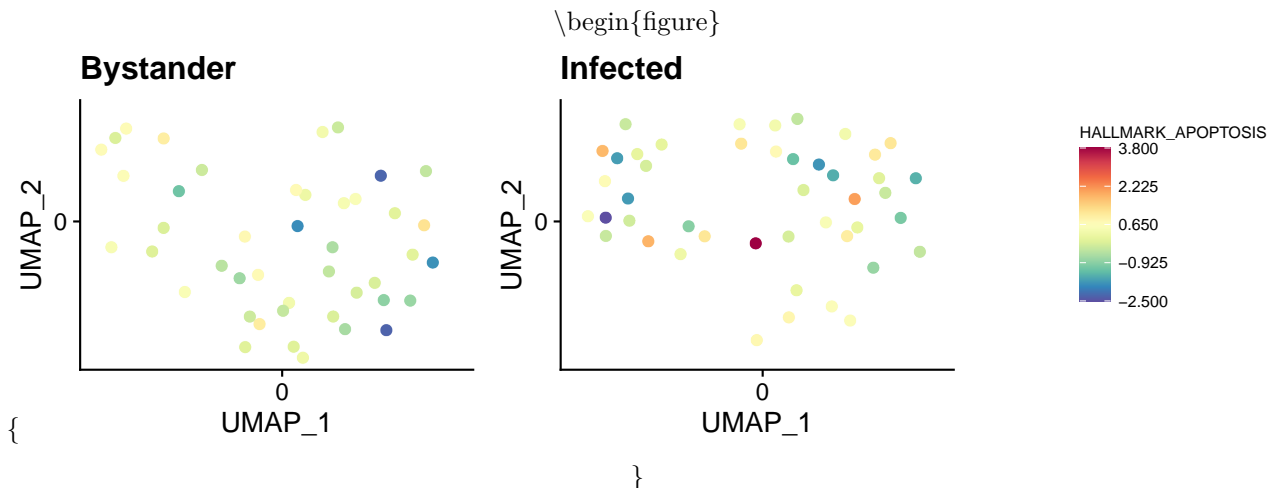 \begin{figure}
Bystander
Infected
UMAP_2
0
0
UMAP_1
UMAP_2
0
0
UMAP_1
HALLMARK_APOPTOSIS
3.800
2.225
0.650
−0.925
−2.500
{
}